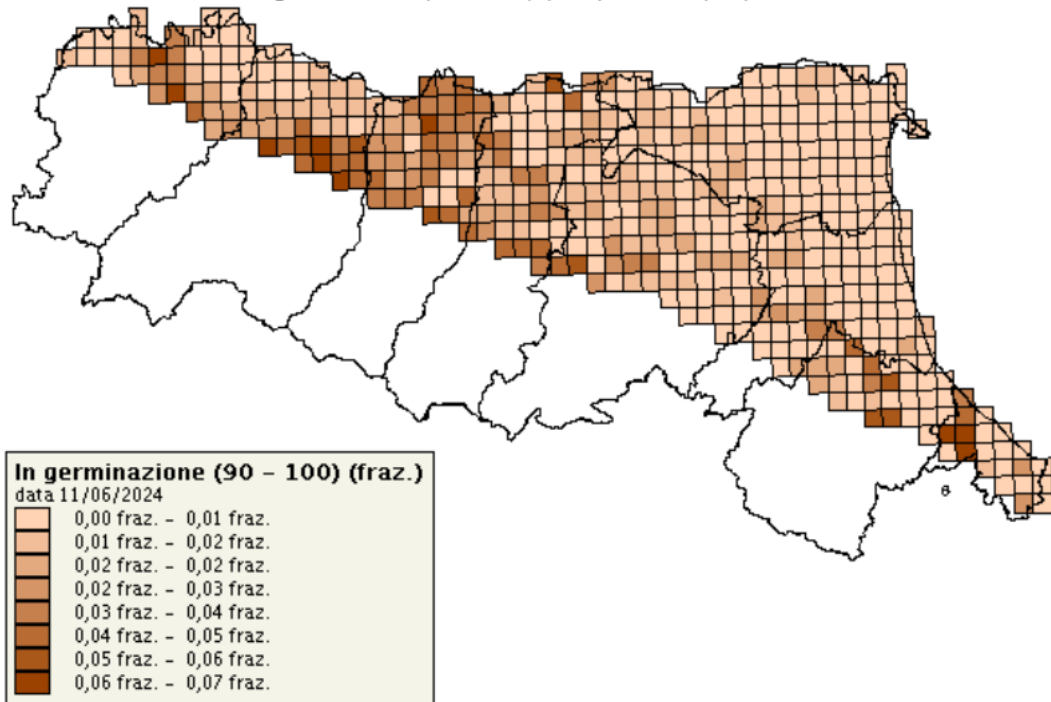 In germinazione (90 – 100) (fraz.)
data 11/06/2024
0,00 fraz. – 0,01 fraz.
0,01 fraz. – 0,02 fraz.
0,02 fraz. – 0,02 fraz.
0,02 fraz. – 0,03 fraz.
0,03 fraz. – 0,04 fraz.
0,04 fraz. – 0,05 fraz.
0,05 fraz. – 0,06 fraz.
0,06 fraz. – 0,07 fraz.